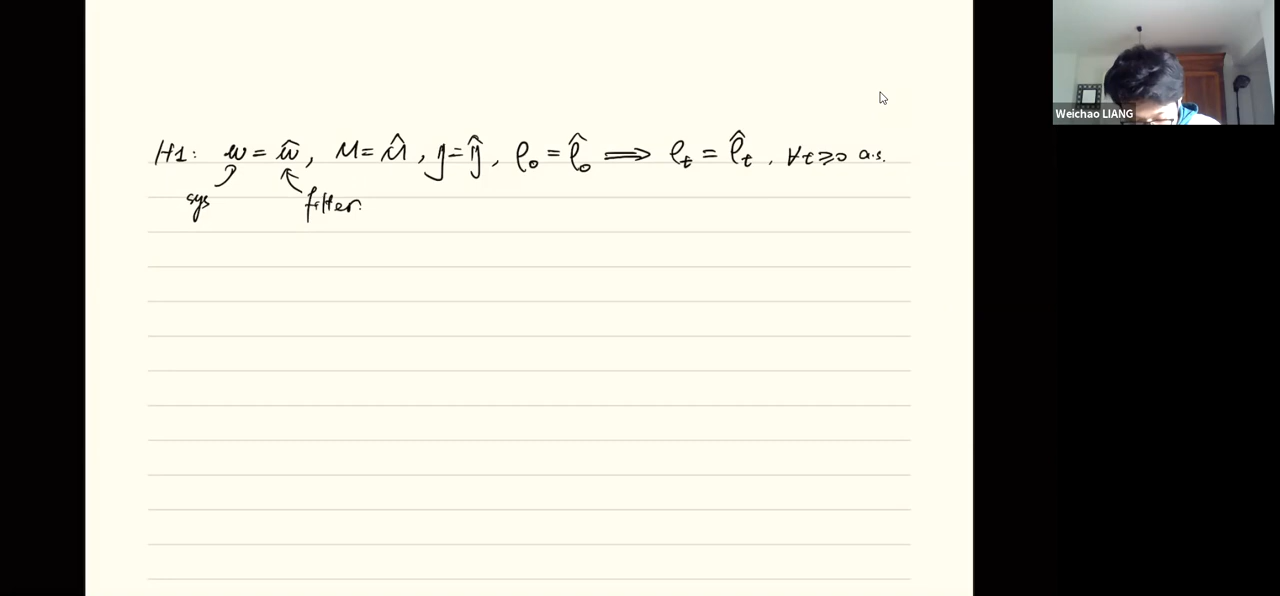 H1: ω = ω̂, M = M̂, η = η̂, ρ₀ = ρ̂₀ ⟹ ρₜ = ρ̂ₜ, ∀t≥0 a.s.
sys filter.
Weichao LIANG